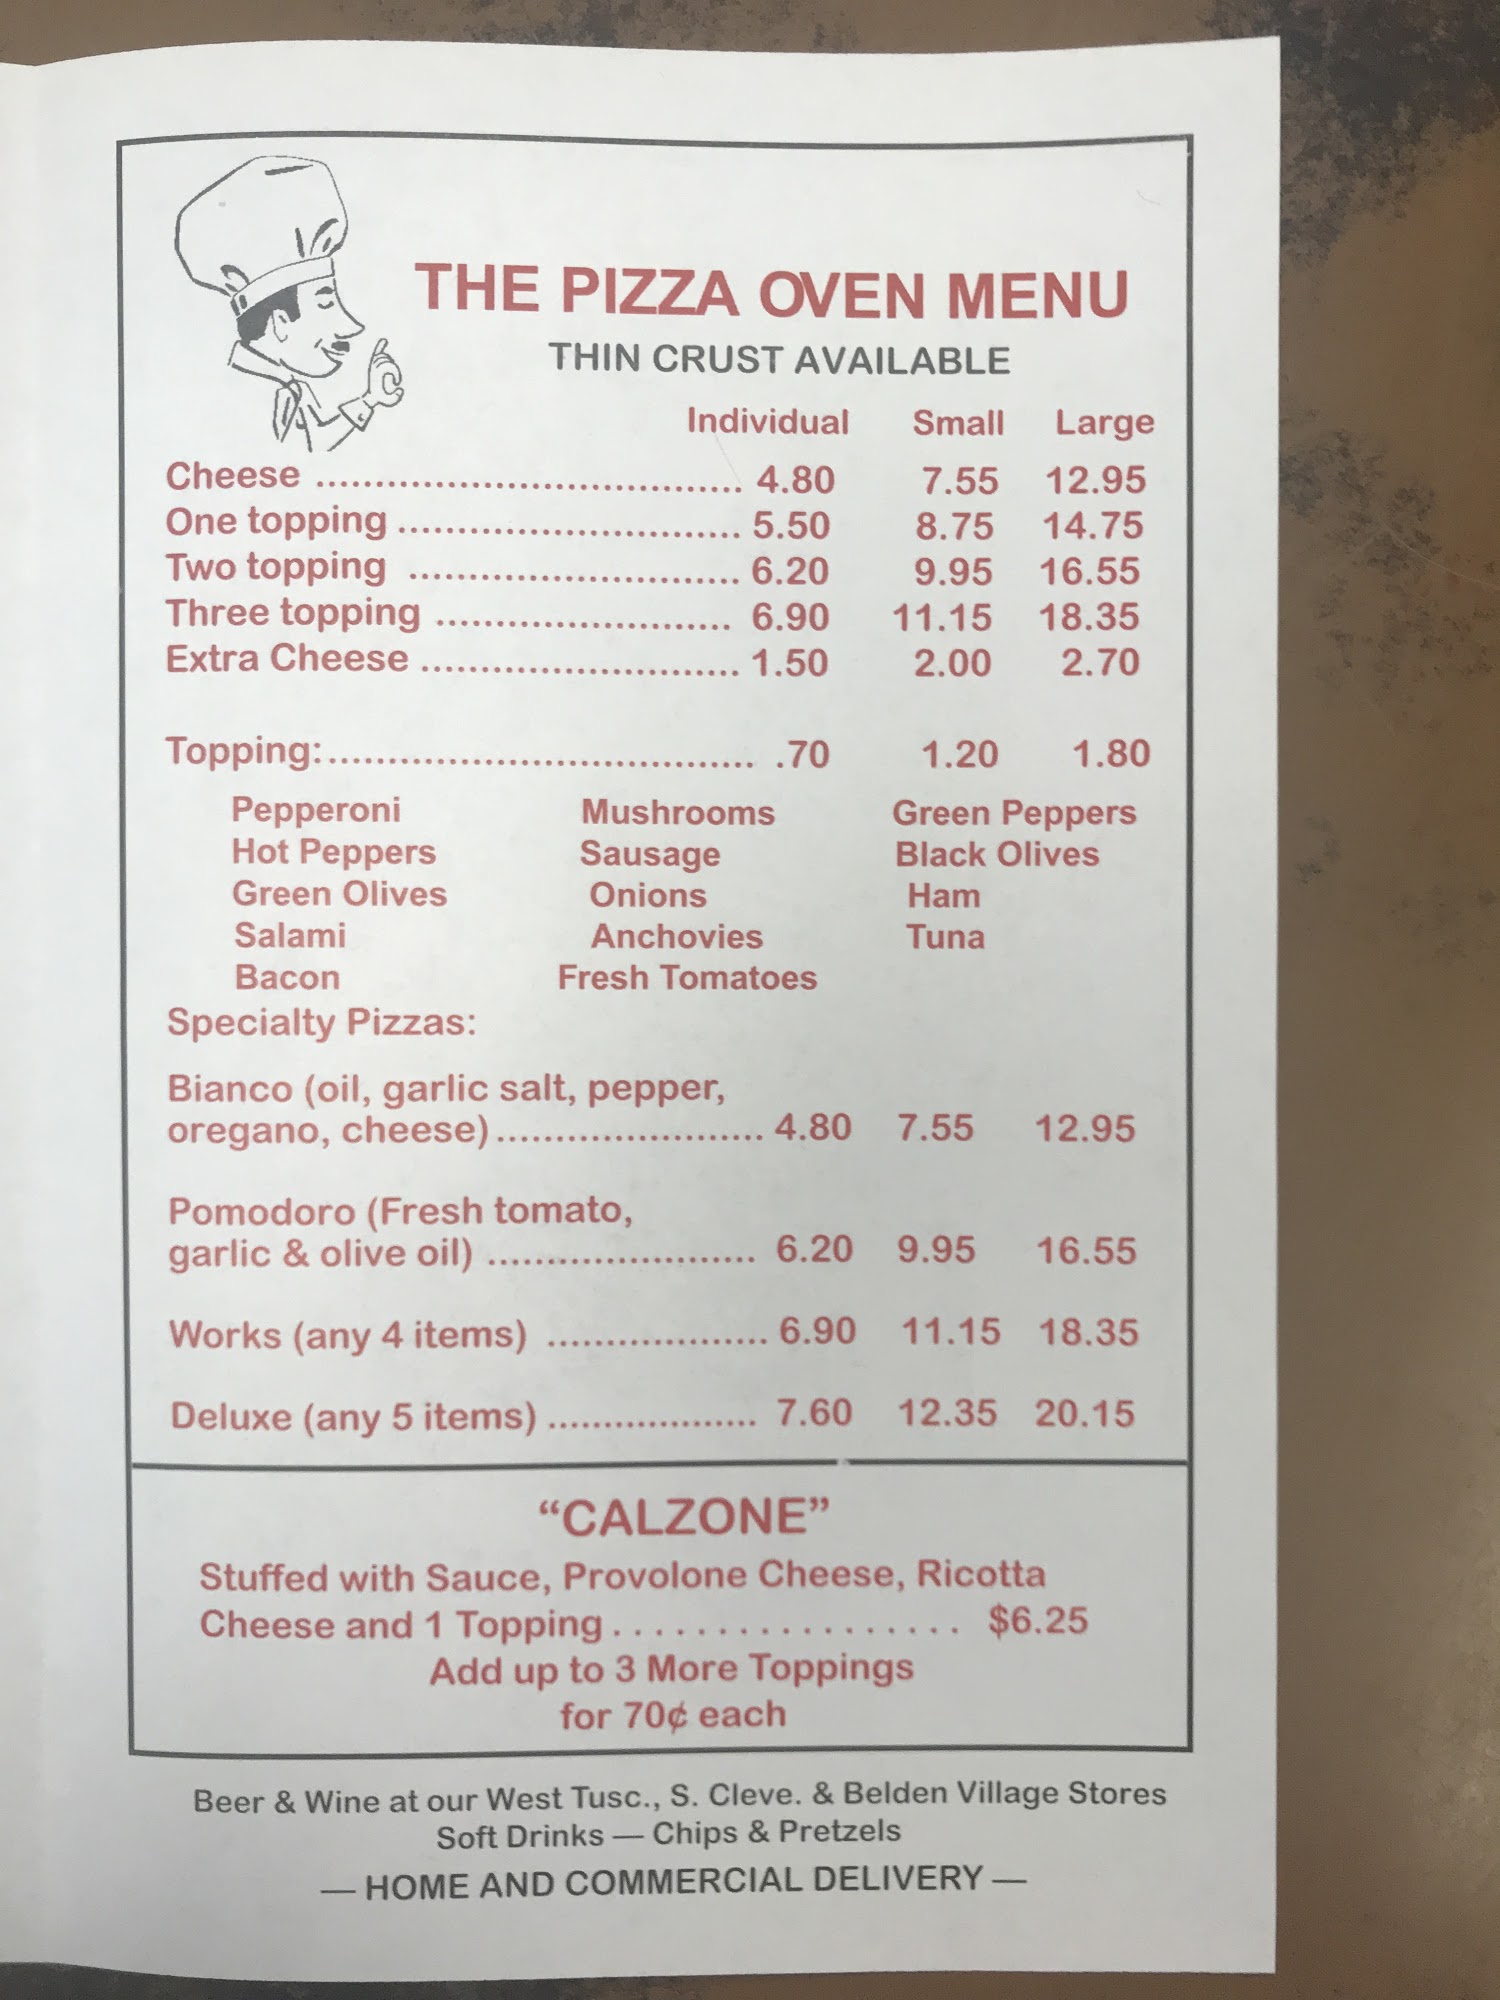 THE PIZZA OVEN MENU
THIN CRUST AVAILABLE
Individual Small Large
Cheese ................................... 4.80 7.55 12.95
One topping ............................ 5.50 8.75 14.75
Two topping ........................... 6.20 9.95 16.55
Three topping ........................ 6.90 11.15 18.35
Extra Cheese .......................... 1.50 2.00 2.70
Topping:................................... .70 1.20 1.80
Pepperoni Mushrooms Green Peppers
Hot Peppers Sausage Black Olives
Green Olives Onions Ham
Salami Anchovies Tuna
Bacon Fresh Tomatoes
Specialty Pizzas:
Bianco (oil, garlic salt, pepper,
oregano, cheese)...................... 4.80 7.55 12.95
Pomodoro (Fresh tomato,
garlic & olive oil) ...................... 6.20 9.95 16.55
Works (any 4 items) .................. 6.90 11.15 18.35
Deluxe (any 5 items) ................. 7.60 12.35 20.15
“CALZONE”
Stuffed with Sauce, Provolone Cheese, Ricotta
Cheese and 1 Topping . . . . . . . . . . . . . . . . . $6.25
Add up to 3 More Toppings
for 70¢ each
Beer & Wine at our West Tusc., S. Cleve. & Belden Village Stores
Soft Drinks — Chips & Pretzels
— HOME AND COMMERCIAL DELIVERY —